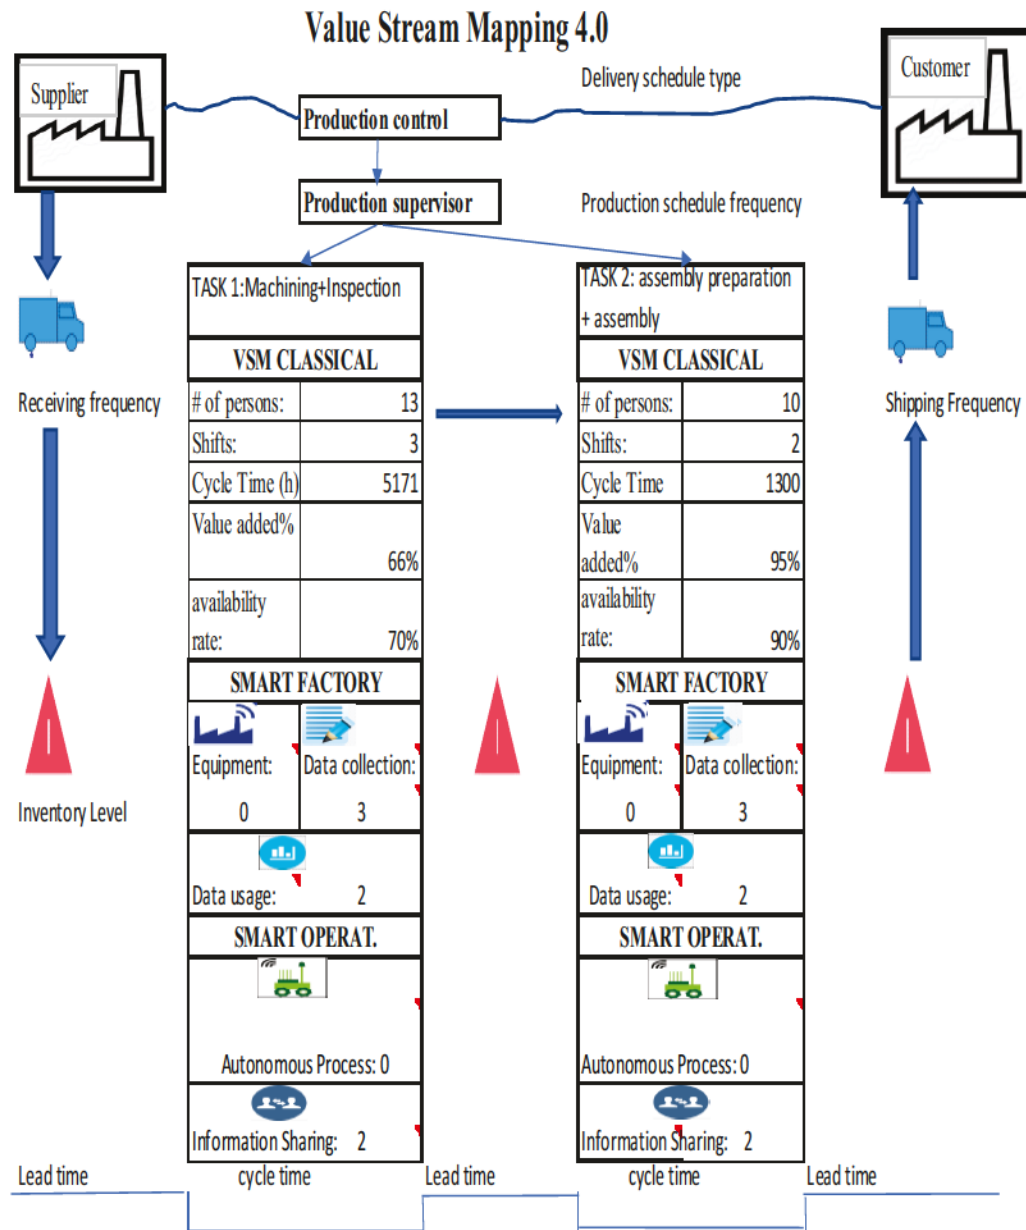 Value Stream Mapping 4.0
Supplier
Delivery schedule type
Customer
Production control
Production supervisor
Production schedule frequency
TASK 1:Machining+Inspection
TASK 2: assembly preparation
+ assembly
VSM CLASSICAL
VSM CLASSICAL
Receiving frequency
# of persons: 13
# of persons: 10
Shipping Frequency
Shifts: 3
Shifts: 2
Cycle Time (h) 5171
Cycle Time 1300
Value added%
66%
Value
added% 95%
availability
rate: 70%
availability
rate: 90%
SMART FACTORY
SMART FACTORY
I
I
I
Equipment: Data collection:
0 3
Equipment: Data collection:
0 3
Inventory Level
Data usage: 2
Data usage: 2
SMART OPERAT.
SMART OPERAT.
Autonomous Process: 0
Autonomous Process: 0
Information Sharing: 2
Information Sharing: 2
Lead time
cycle time
Lead time
cycle time
Lead time